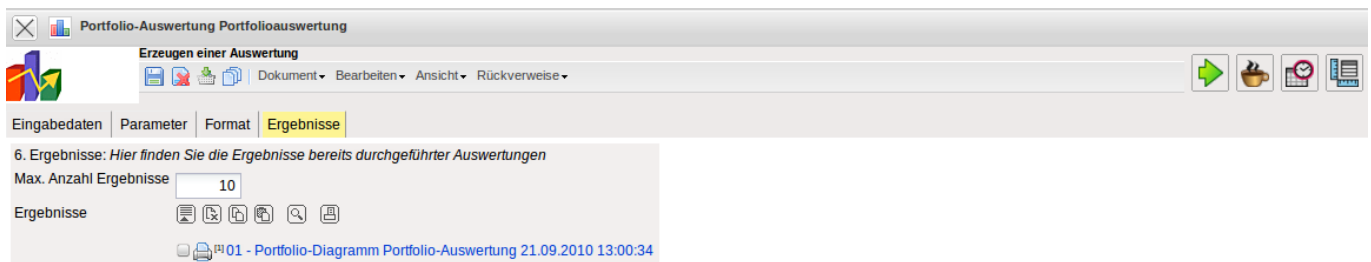 Portfolio-Auswertung Portfolioauswertung
Erzeugen einer Auswertung
Dokument Bearbeiten Ansicht Rückverweise
Eingabedaten Parameter Format Ergebnisse
6. Ergebnisse: Hier finden Sie die Ergebnisse bereits durchgeführter Auswertungen
Max. Anzahl Ergebnisse 10
Ergebnisse
[1] 01 - Portfolio-Diagramm Portfolio-Auswertung 21.09.2010 13:00:34